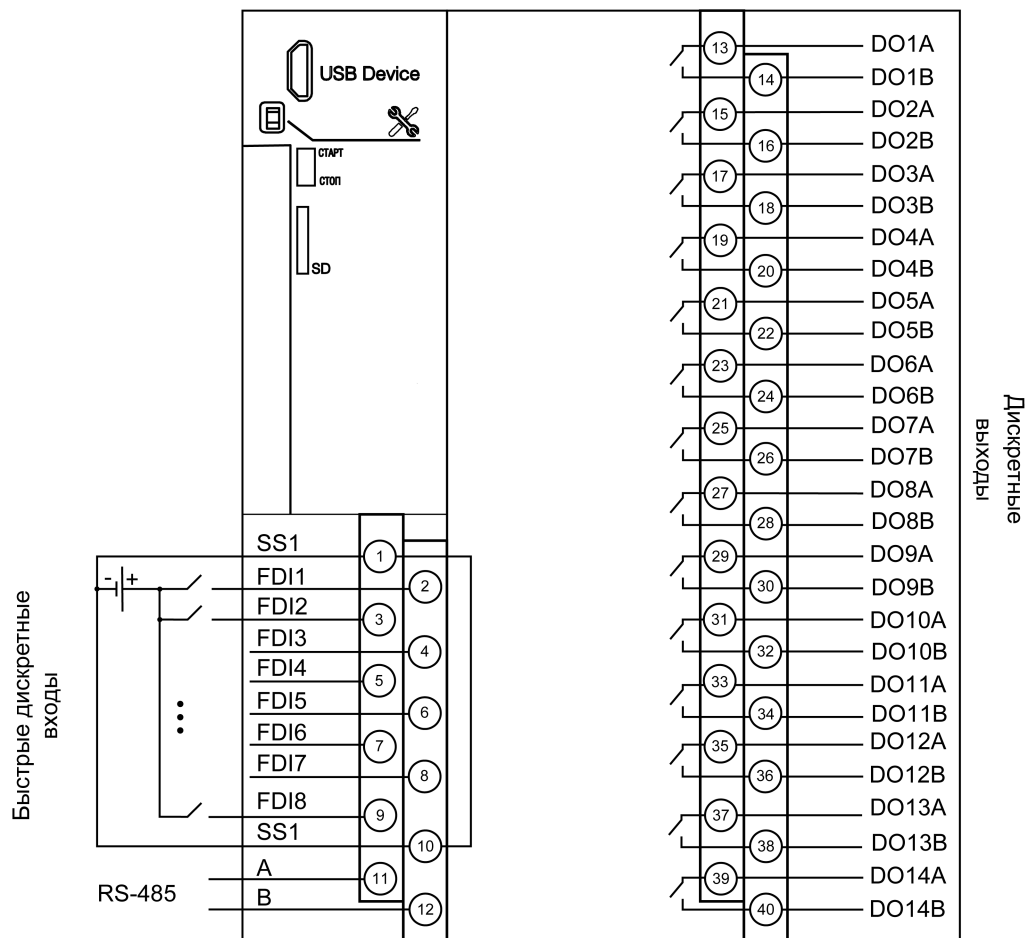 USB Device
СТАРТ
СТОП
SD
SS1
1
FDI1
2
- +
FDI2
3
FDI3
4
FDI4
5
FDI5
6
FDI6
7
FDI7
8
FDI8
9
SS1
10
A
11
B
12
RS-485
Быстрые дискретные
входы
13 DO1A
14 DO1B
15 DO2A
16 DO2B
17 DO3A
18 DO3B
19 DO4A
20 DO4B
21 DO5A
22 DO5B
23 DO6A
24 DO6B
25 DO7A
26 DO7B
27 DO8A
28 DO8B
29 DO9A
30 DO9B
31 DO10A
32 DO10B
33 DO11A
34 DO11B
35 DO12A
36 DO12B
37 DO13A
38 DO13B
39 DO14A
40 DO14B
Дискретные
выходы